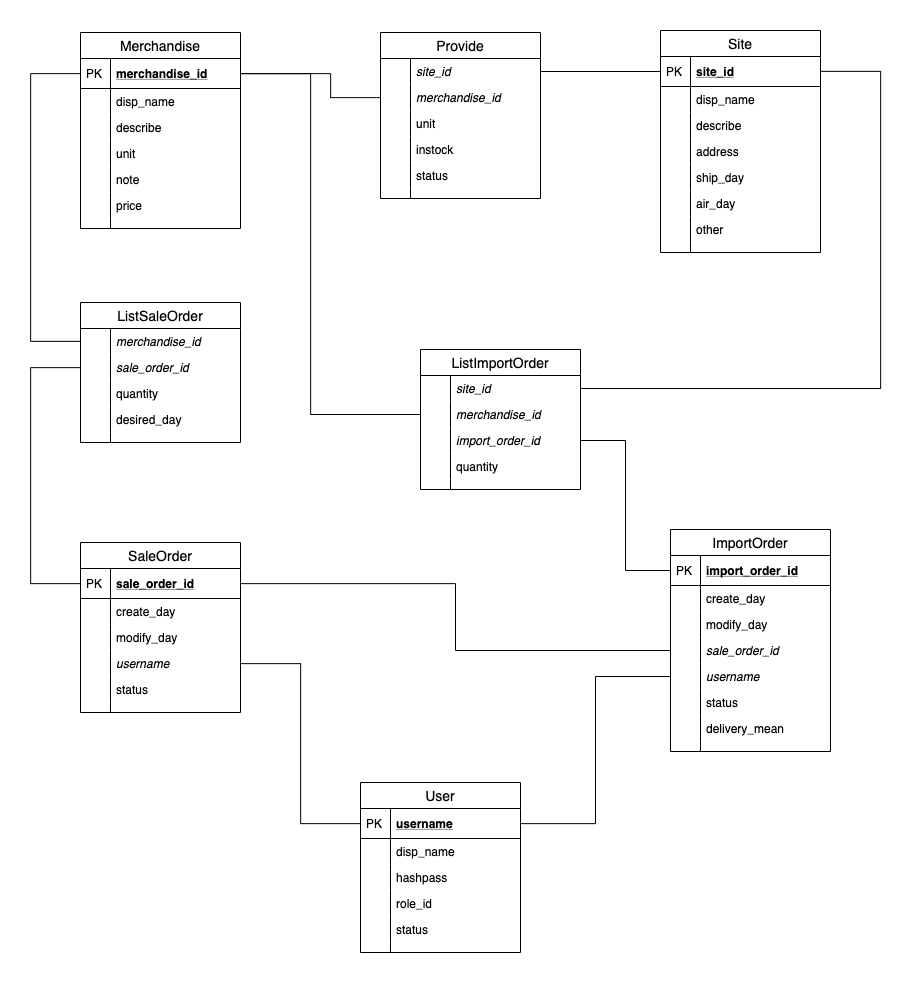 Merchandise
PK merchandise_id
disp_name
describe
unit
note
price
Provide
site_id
merchandise_id
unit
instock
status
Site
PK site_id
disp_name
describe
address
ship_day
air_day
other
ListSaleOrder
merchandise_id
sale_order_id
quantity
desired_day
ListImportOrder
site_id
merchandise_id
import_order_id
quantity
SaleOrder
PK sale_order_id
create_day
modify_day
username
status
ImportOrder
PK import_order_id
create_day
modify_day
sale_order_id
username
status
delivery_mean
User
PK username
disp_name
hashpass
role_id
status